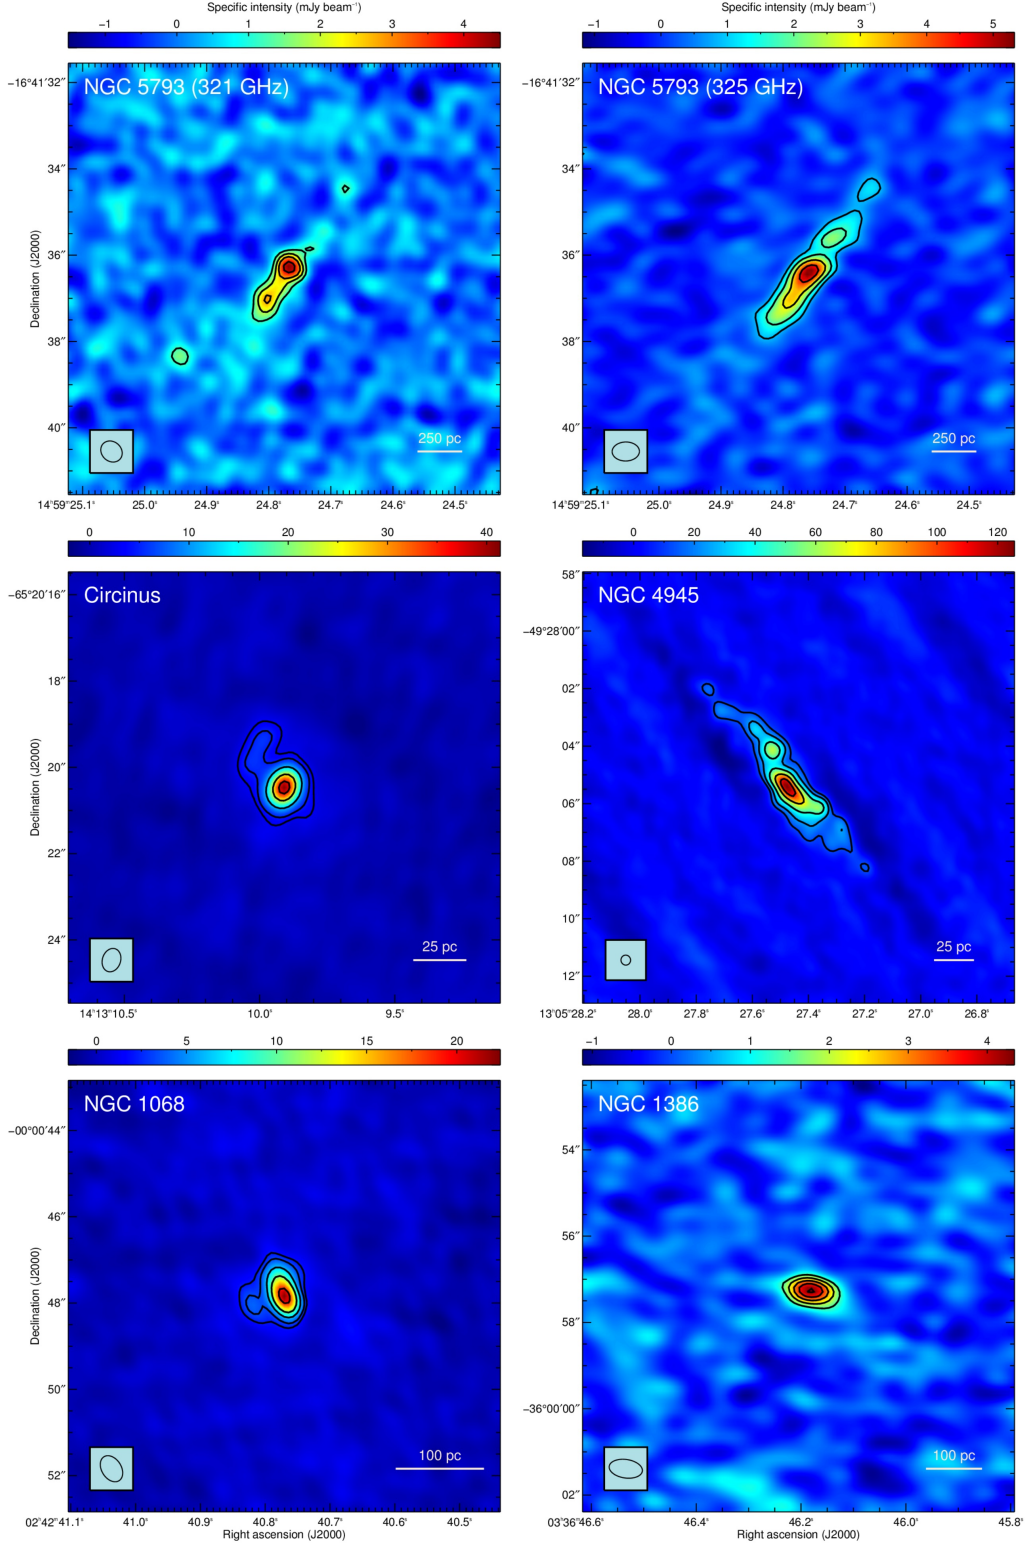 Specific intensity (mJy beam⁻¹) Specific intensity (mJy beam⁻¹)
−1 0 1 2 3 4 −1 0 1 2 3 4 5
NGC 5793 (321 GHz) NGC 5793 (325 GHz)
−16°41′32″ −16°41′32″
34″ 34″
36″ 36″
Declination (J2000)
38″ 38″
40″ 250 pc 40″ 250 pc
14ʰ59ᵐ25.1ˢ 25.0ˢ 24.9ˢ 24.8ˢ 24.7ˢ 24.6ˢ 24.5ˢ 14ʰ59ᵐ25.1ˢ 25.0ˢ 24.9ˢ 24.8ˢ 24.7ˢ 24.6ˢ 24.5ˢ
0 10 20 30 40 0 20 40 60 80 100 120
Circinus NGC 4945
−65°20′16″ 58″
−49°28′00″
18″ 02″
20″ 04″
Declination (J2000)
22″ 06″
08″
24″ 10″
25 pc 25 pc
12″
14ʰ13ᵐ10.5ˢ 10.0ˢ 9.5ˢ 13ʰ05ᵐ28.2ˢ 28.0ˢ 27.8ˢ 27.6ˢ 27.4ˢ 27.2ˢ 27.0ˢ 26.8ˢ
0 5 10 15 20 −1 0 1 2 3 4
NGC 1068 NGC 1386
−00°00′44″ 54″
46″ 56″
Declination (J2000)
48″ 58″
50″ −36°00′00″
100 pc 100 pc
52″ 02″
02ʰ42ᵐ41.1ˢ 41.0ˢ 40.9ˢ 40.8ˢ 40.7ˢ 40.6ˢ 40.5ˢ 03ʰ36ᵐ46.6ˢ 46.4ˢ 46.2ˢ 46.0ˢ 45.8ˢ
Right ascension (J2000) Right ascension (J2000)